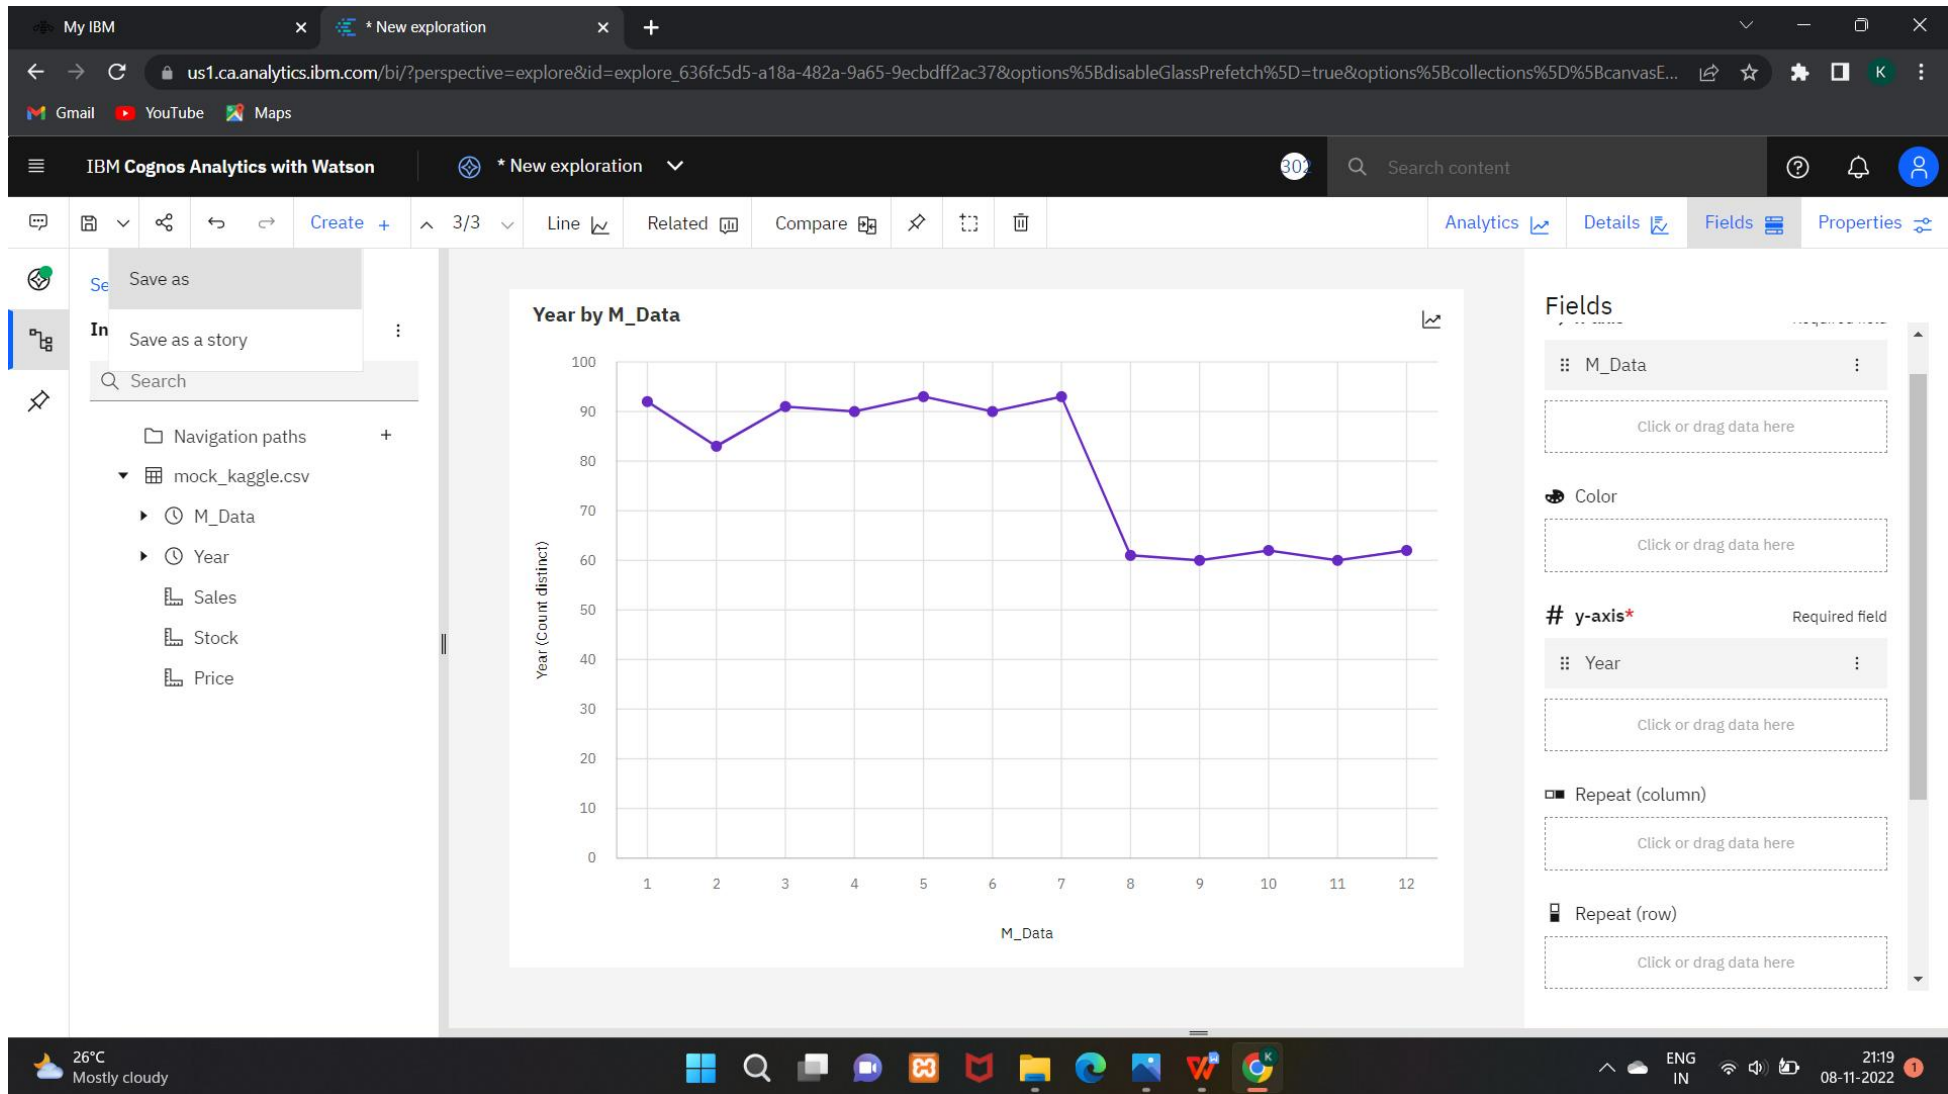 My IBM
* New exploration
us1.ca.analytics.ibm.com/bi/?perspective=explore&id=explore_636fc5d5-a18a-482a-9a65-9ecbdff2ac37&options%5BdisableGlassPrefetch%5D=true&options%5Bcollections%5D%5BcanvasE...
K
Gmail
YouTube
Maps
IBM Cognos Analytics with Watson
* New exploration
302
Search content
Create +
3/3
Line
Related
Compare
Analytics
Details
Fields
Properties
Se
Save as
In
Save as a story
Search
Navigation paths
mock_kaggle.csv
M_Data
Year
Sales
Stock
Price
Year by M_Data
100
90
80
70
60
50
40
30
20
10
0
Year (Count distinct)
1 2 3 4 5 6 7 8 9 10 11 12
M_Data
Fields
M_Data
Click or drag data here
Color
Click or drag data here
# y-axis* Required field
Year
Click or drag data here
Repeat (column)
Click or drag data here
Repeat (row)
Click or drag data here
26°C
Mostly cloudy
K
ENG
IN
21:19
08-11-2022
1